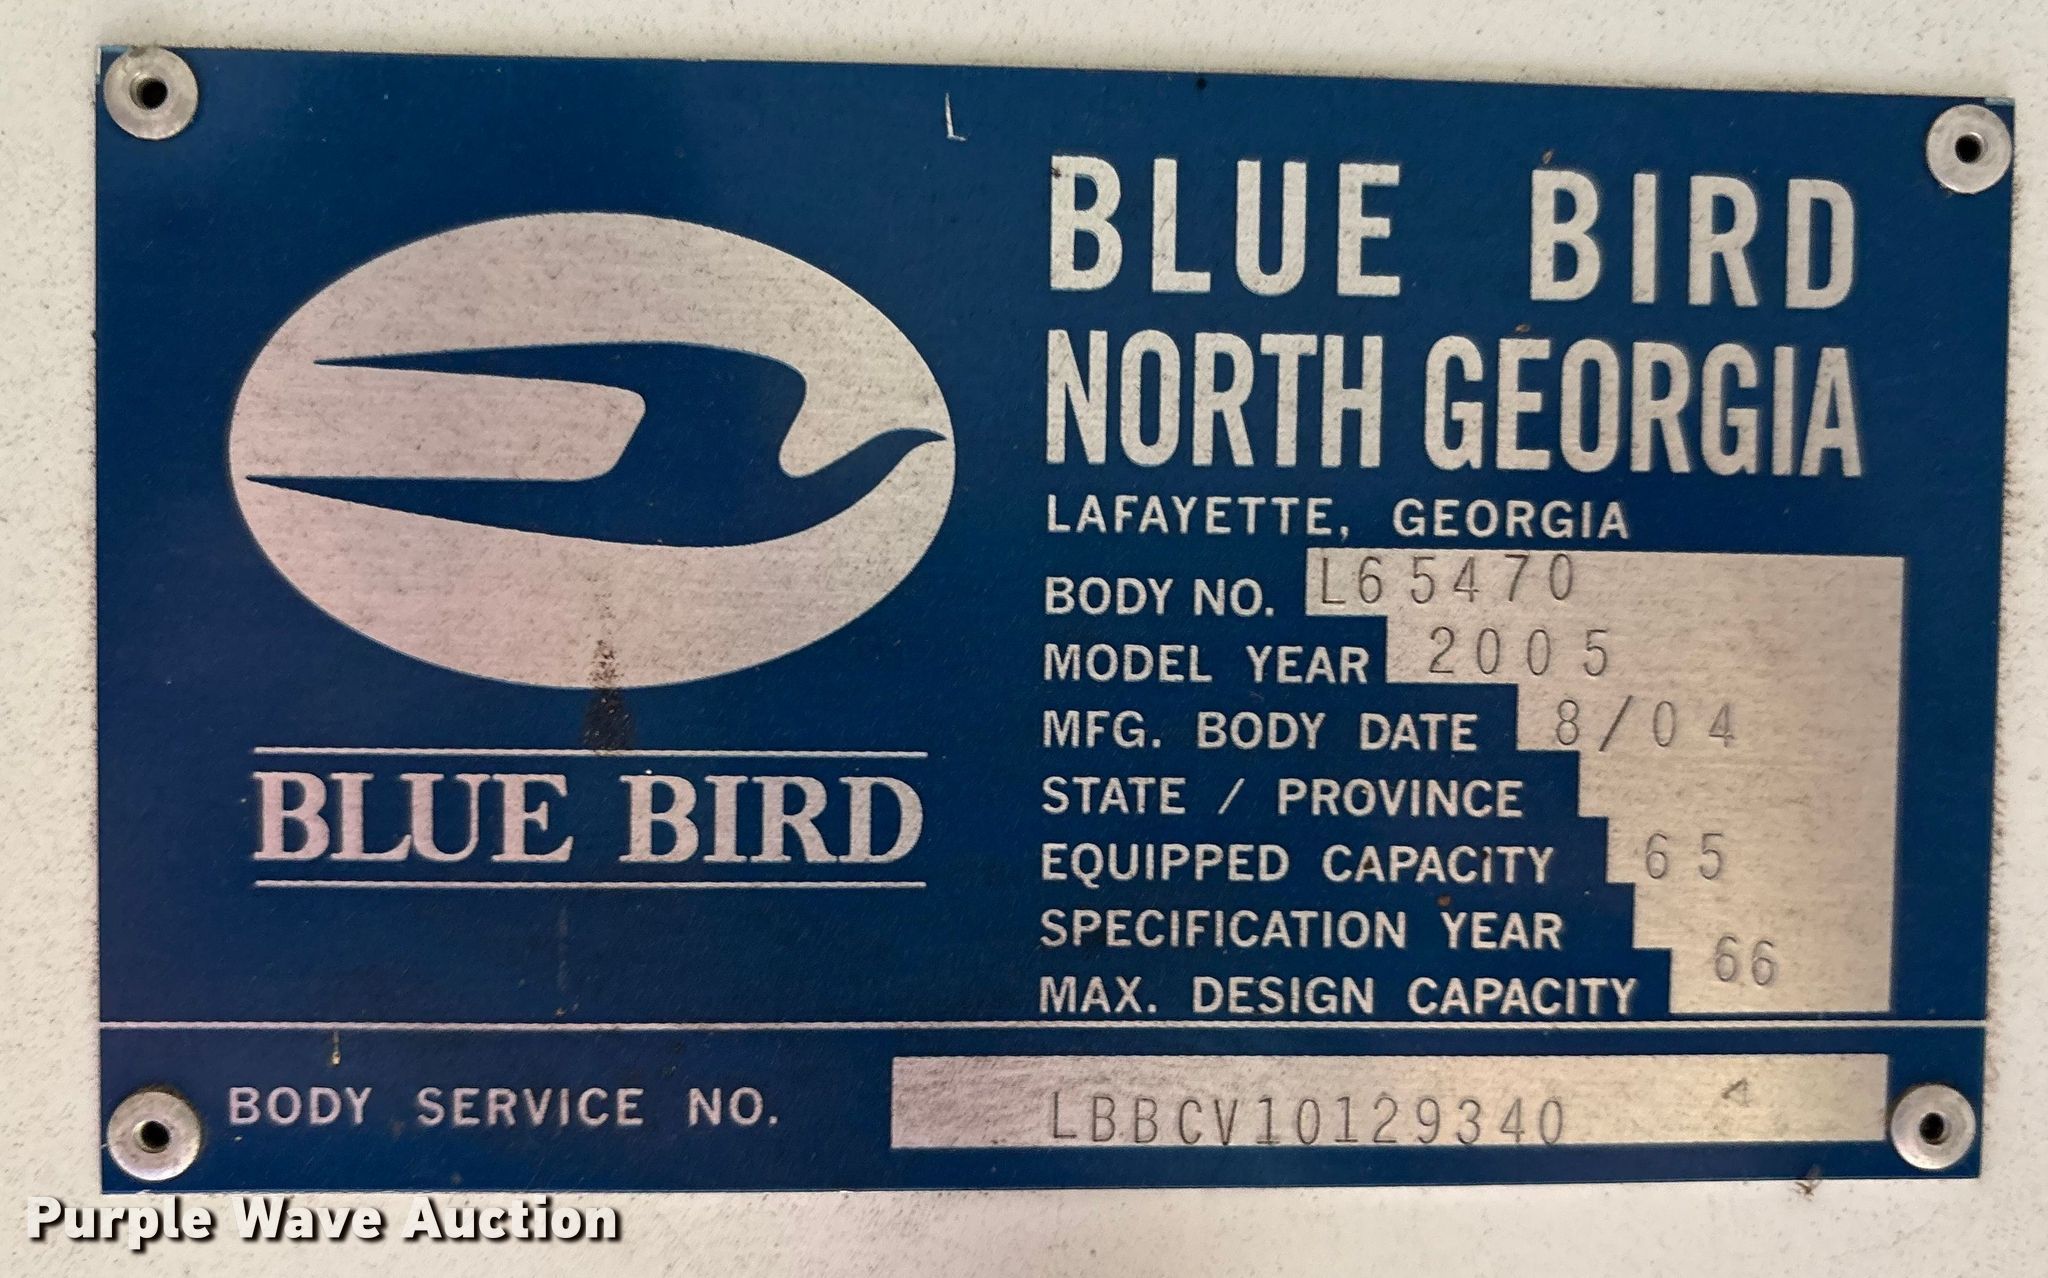 BLUE BIRD
NORTH GEORGIA
LAFAYETTE, GEORGIA
BODY NO. L65470
MODEL YEAR 2005
MFG. BODY DATE 8/04
STATE / PROVINCE
EQUIPPED CAPACITY 65
SPECIFICATION YEAR
MAX. DESIGN CAPACITY 66
BLUE BIRD
BODY SERVICE NO. LBBCV10129340
Purple Wave Auction